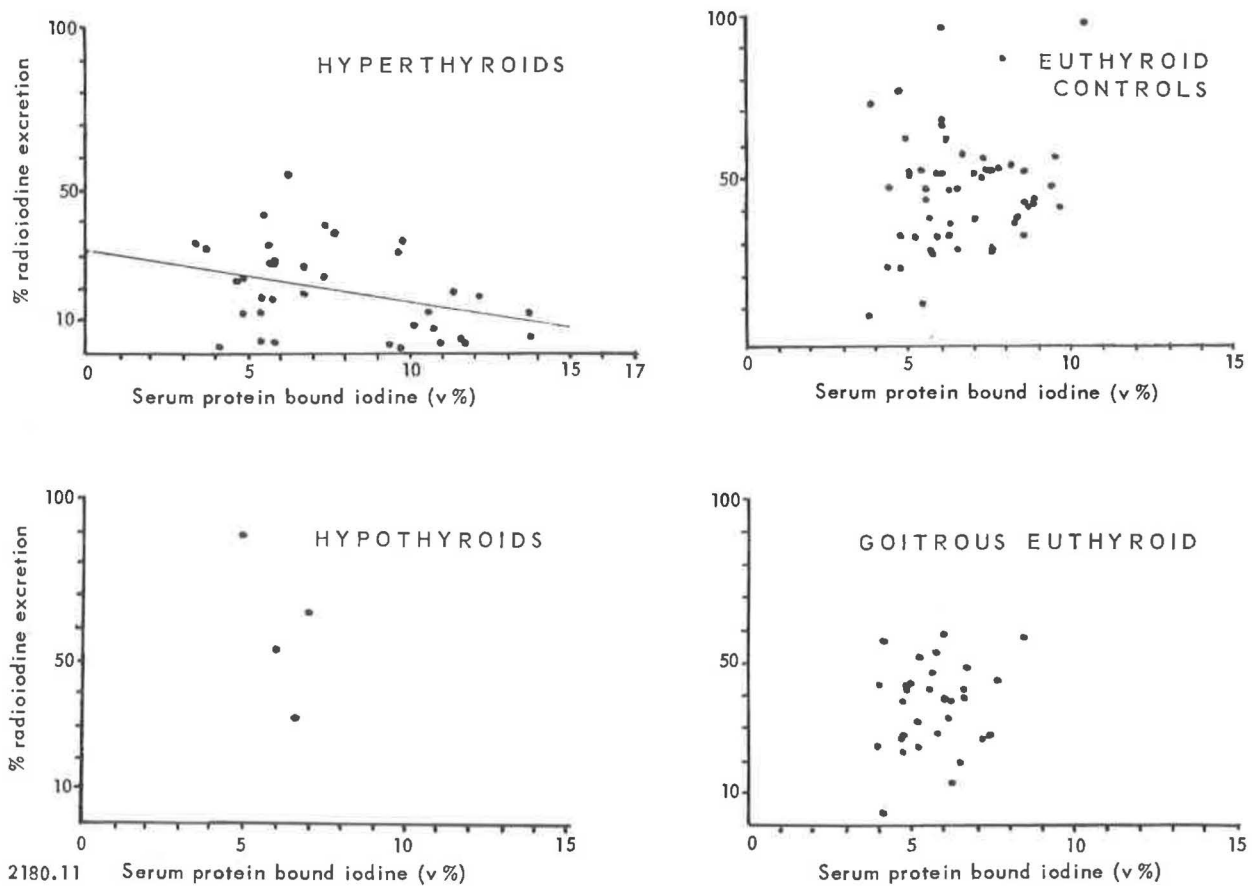 100
50
10
% radioiodine excretion
HYPERTHYROIDS
0 5 10 15 17
Serum protein bound iodine (v%)
100
50
10
EUTHYROID
CONTROLS
0 5 10 15
Serum protein bound iodine (v%)
100
50
10
% radioiodine excretion
HYPOTHYROIDS
0 5 10 15
2180.11 Serum protein bound iodine (v%)
100
50
10
GOITROUS EUTHYROID
0 5 10 15
Serum protein bound iodine (v%)